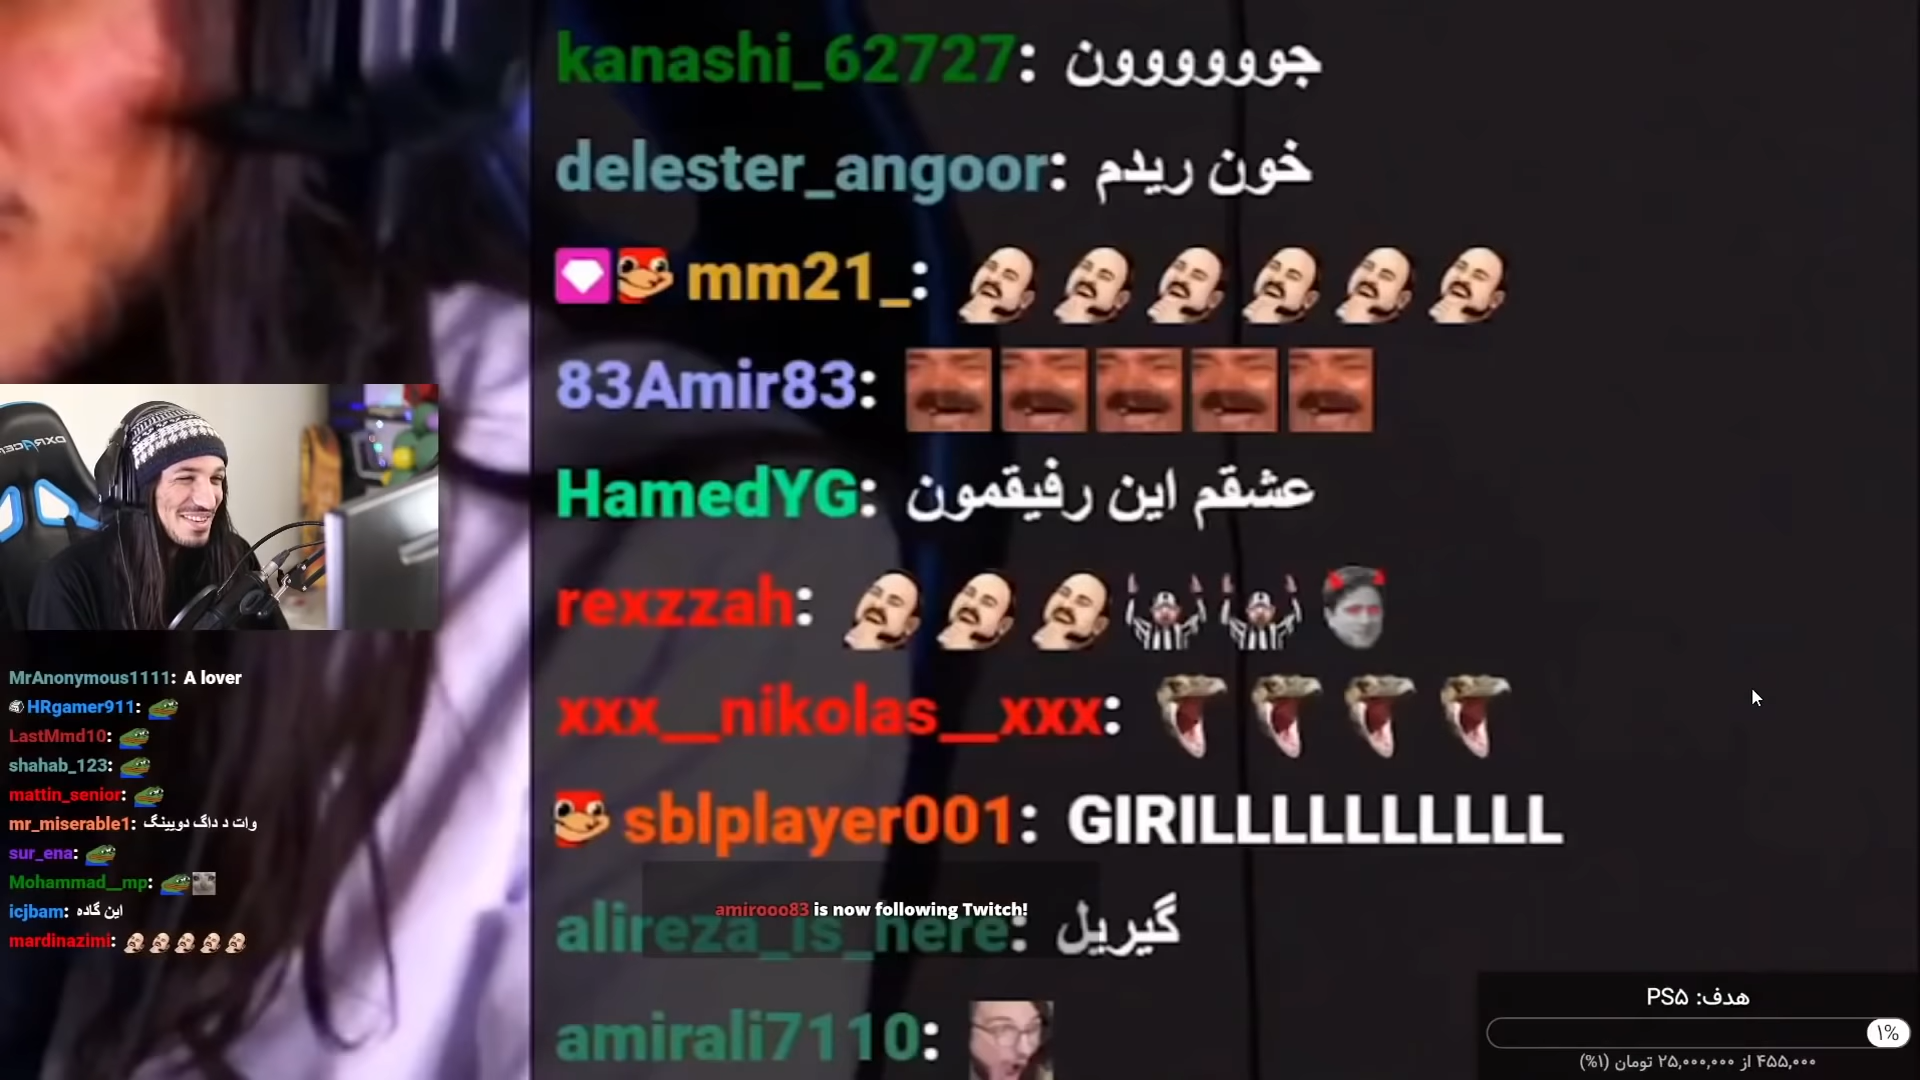 kanashi_62727: جووووووون
delester_angoor: خون ریدم
mm21_:
83Amir83:
HamedYG: عشقم این رفیقمون
rexzzah:
xxx__nikolas__xxx:
sblplayer001: GIRILLLLLLLLLL
amirooo83 is now following Twitch!
alireza_is_here: گیریل
amirali7110:
DXRACER
MrAnonymous1111: A lover
HRgamer911:
LastMmd10:
shahab_123:
mattin_senior:
mr_miserable1: وات د داگ دویینگ
sur_ena:
Mohammad__mp:
icjbam: این گاده
mardinazimi:
هدف: PS۵
۱%
۴۵۵,۰۰۰ از ۲۵,۰۰۰,۰۰۰ تومان (۱%)